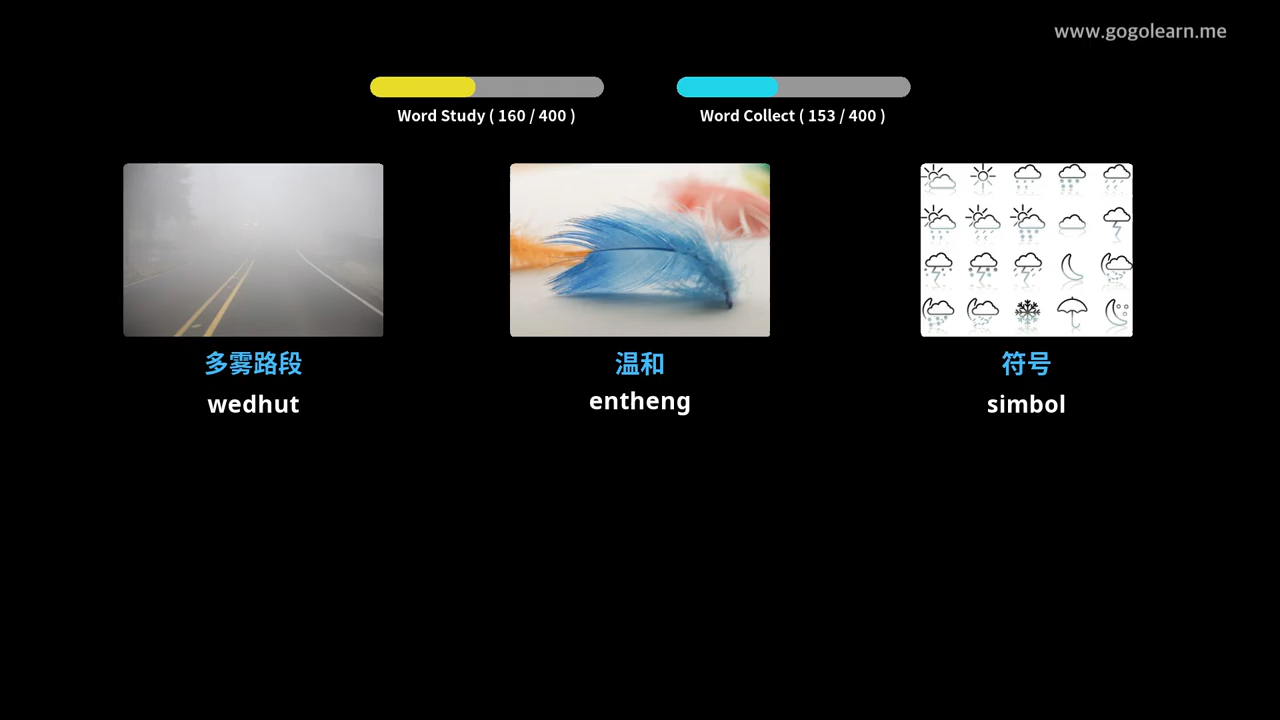 www.gogolearn.me
Word Study ( 160 / 400 )
Word Collect ( 153 / 400 )
多雾路段
温和
符号
wedhut
entheng
simbol